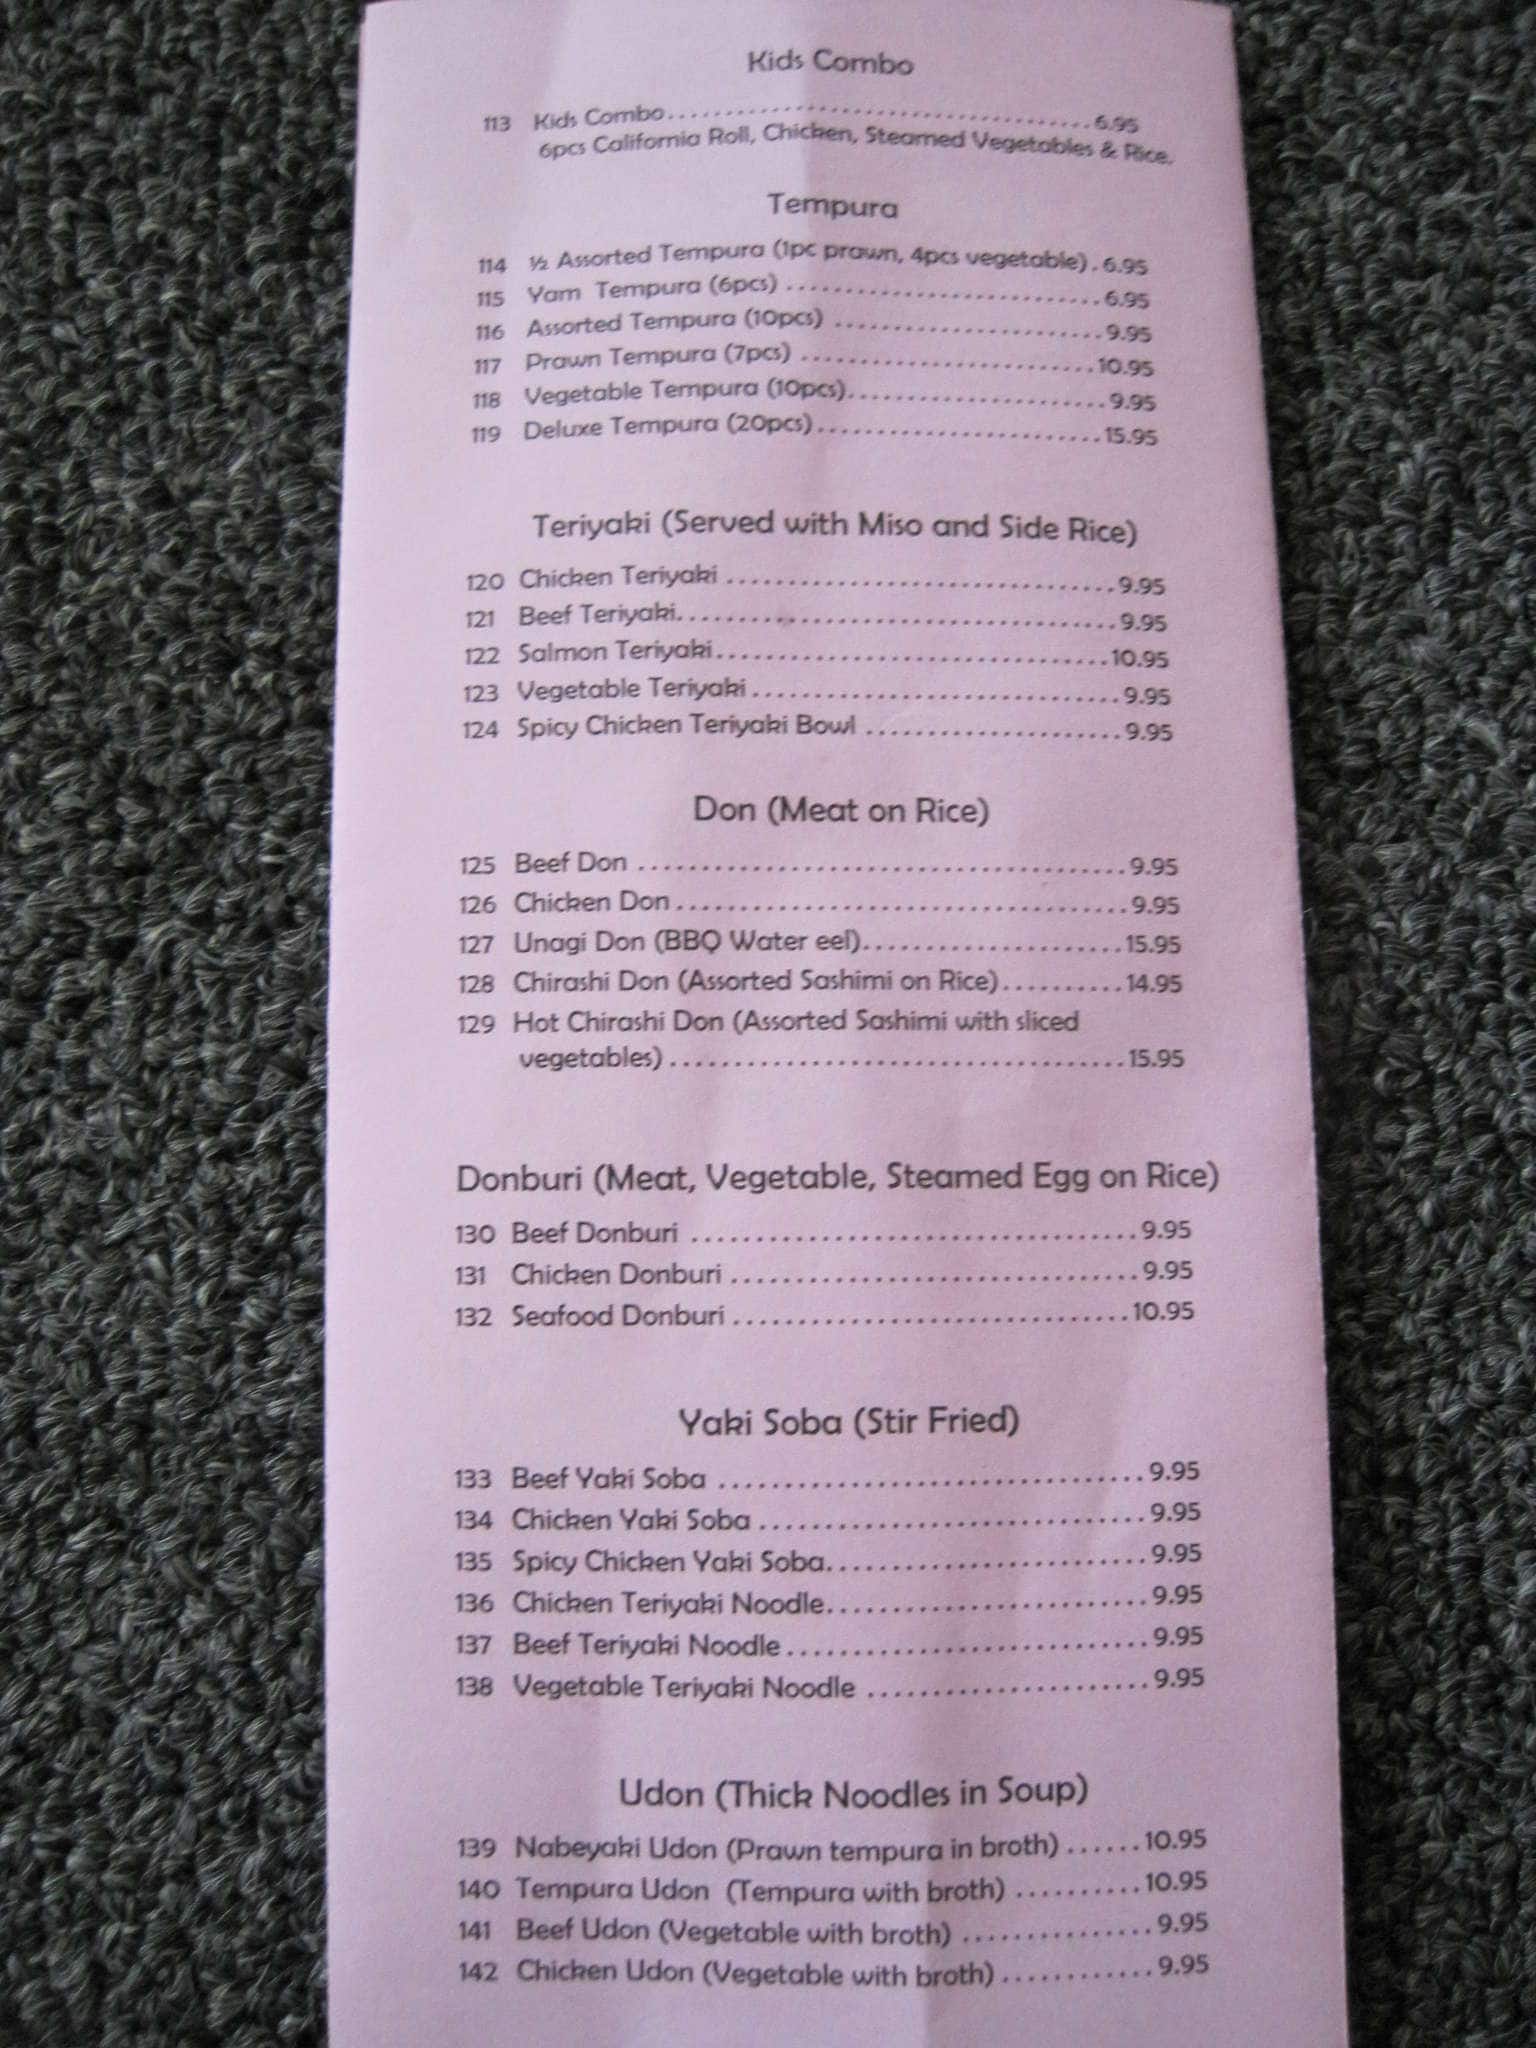 Kids Combo
113 Kids Combo......................................6.95
6pcs California Roll, Chicken, Steamed Vegetables & Rice.
Tempura
114 ½ Assorted Tempura (1pc prawn, 4pcs vegetable) . 6.95
115 Yam Tempura (6pcs) ...........................6.95
116 Assorted Tempura (10pcs) .......................9.95
117 Prawn Tempura (7pcs) .........................10.95
118 Vegetable Tempura (10pcs)......................9.95
119 Deluxe Tempura (20pcs)........................15.95
Teriyaki (Served with Miso and Side Rice)
120 Chicken Teriyaki ...............................9.95
121 Beef Teriyaki...................................9.95
122 Salmon Teriyaki...............................10.95
123 Vegetable Teriyaki .............................9.95
124 Spicy Chicken Teriyaki Bowl ....................9.95
Don (Meat on Rice)
125 Beef Don ......................................9.95
126 Chicken Don...................................9.95
127 Unagi Don (BBQ Water eel)....................15.95
128 Chirashi Don (Assorted Sashimi on Rice)..........14.95
129 Hot Chirashi Don (Assorted Sashimi with sliced
vegetables) ...................................15.95
Donburi (Meat, Vegetable, Steamed Egg on Rice)
130 Beef Donburi ..................................9.95
131 Chicken Donburi ...............................9.95
132 Seafood Donburi ..............................10.95
Yaki Soba (Stir Fried)
133 Beef Yaki Soba ................................9.95
134 Chicken Yaki Soba .............................9.95
135 Spicy Chicken Yaki Soba........................9.95
136 Chicken Teriyaki Noodle........................9.95
137 Beef Teriyaki Noodle...........................9.95
138 Vegetable Teriyaki Noodle ......................9.95
Udon (Thick Noodles in Soup)
139 Nabeyaki Udon (Prawn tempura in broth) ......10.95
140 Tempura Udon (Tempura with broth) ..........10.95
141 Beef Udon (Vegetable with broth) ...............9.95
142 Chicken Udon (Vegetable with broth) ............9.95